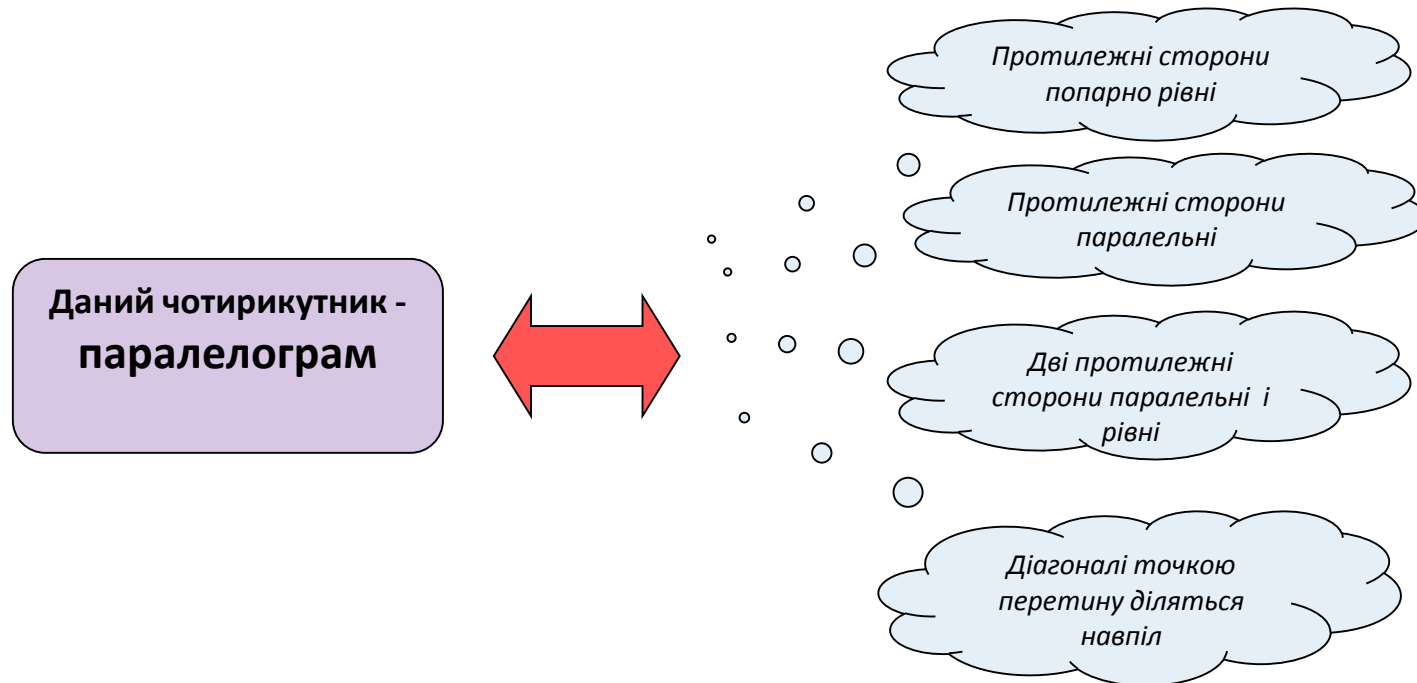 Даний чотирикутник -
паралелограм
Протилежні сторони
попарно рівні
Протилежні сторони
паралельні
Дві протилежні
сторони паралельні і
рівні
Діагоналі точкою
перетину діляться
навпіл